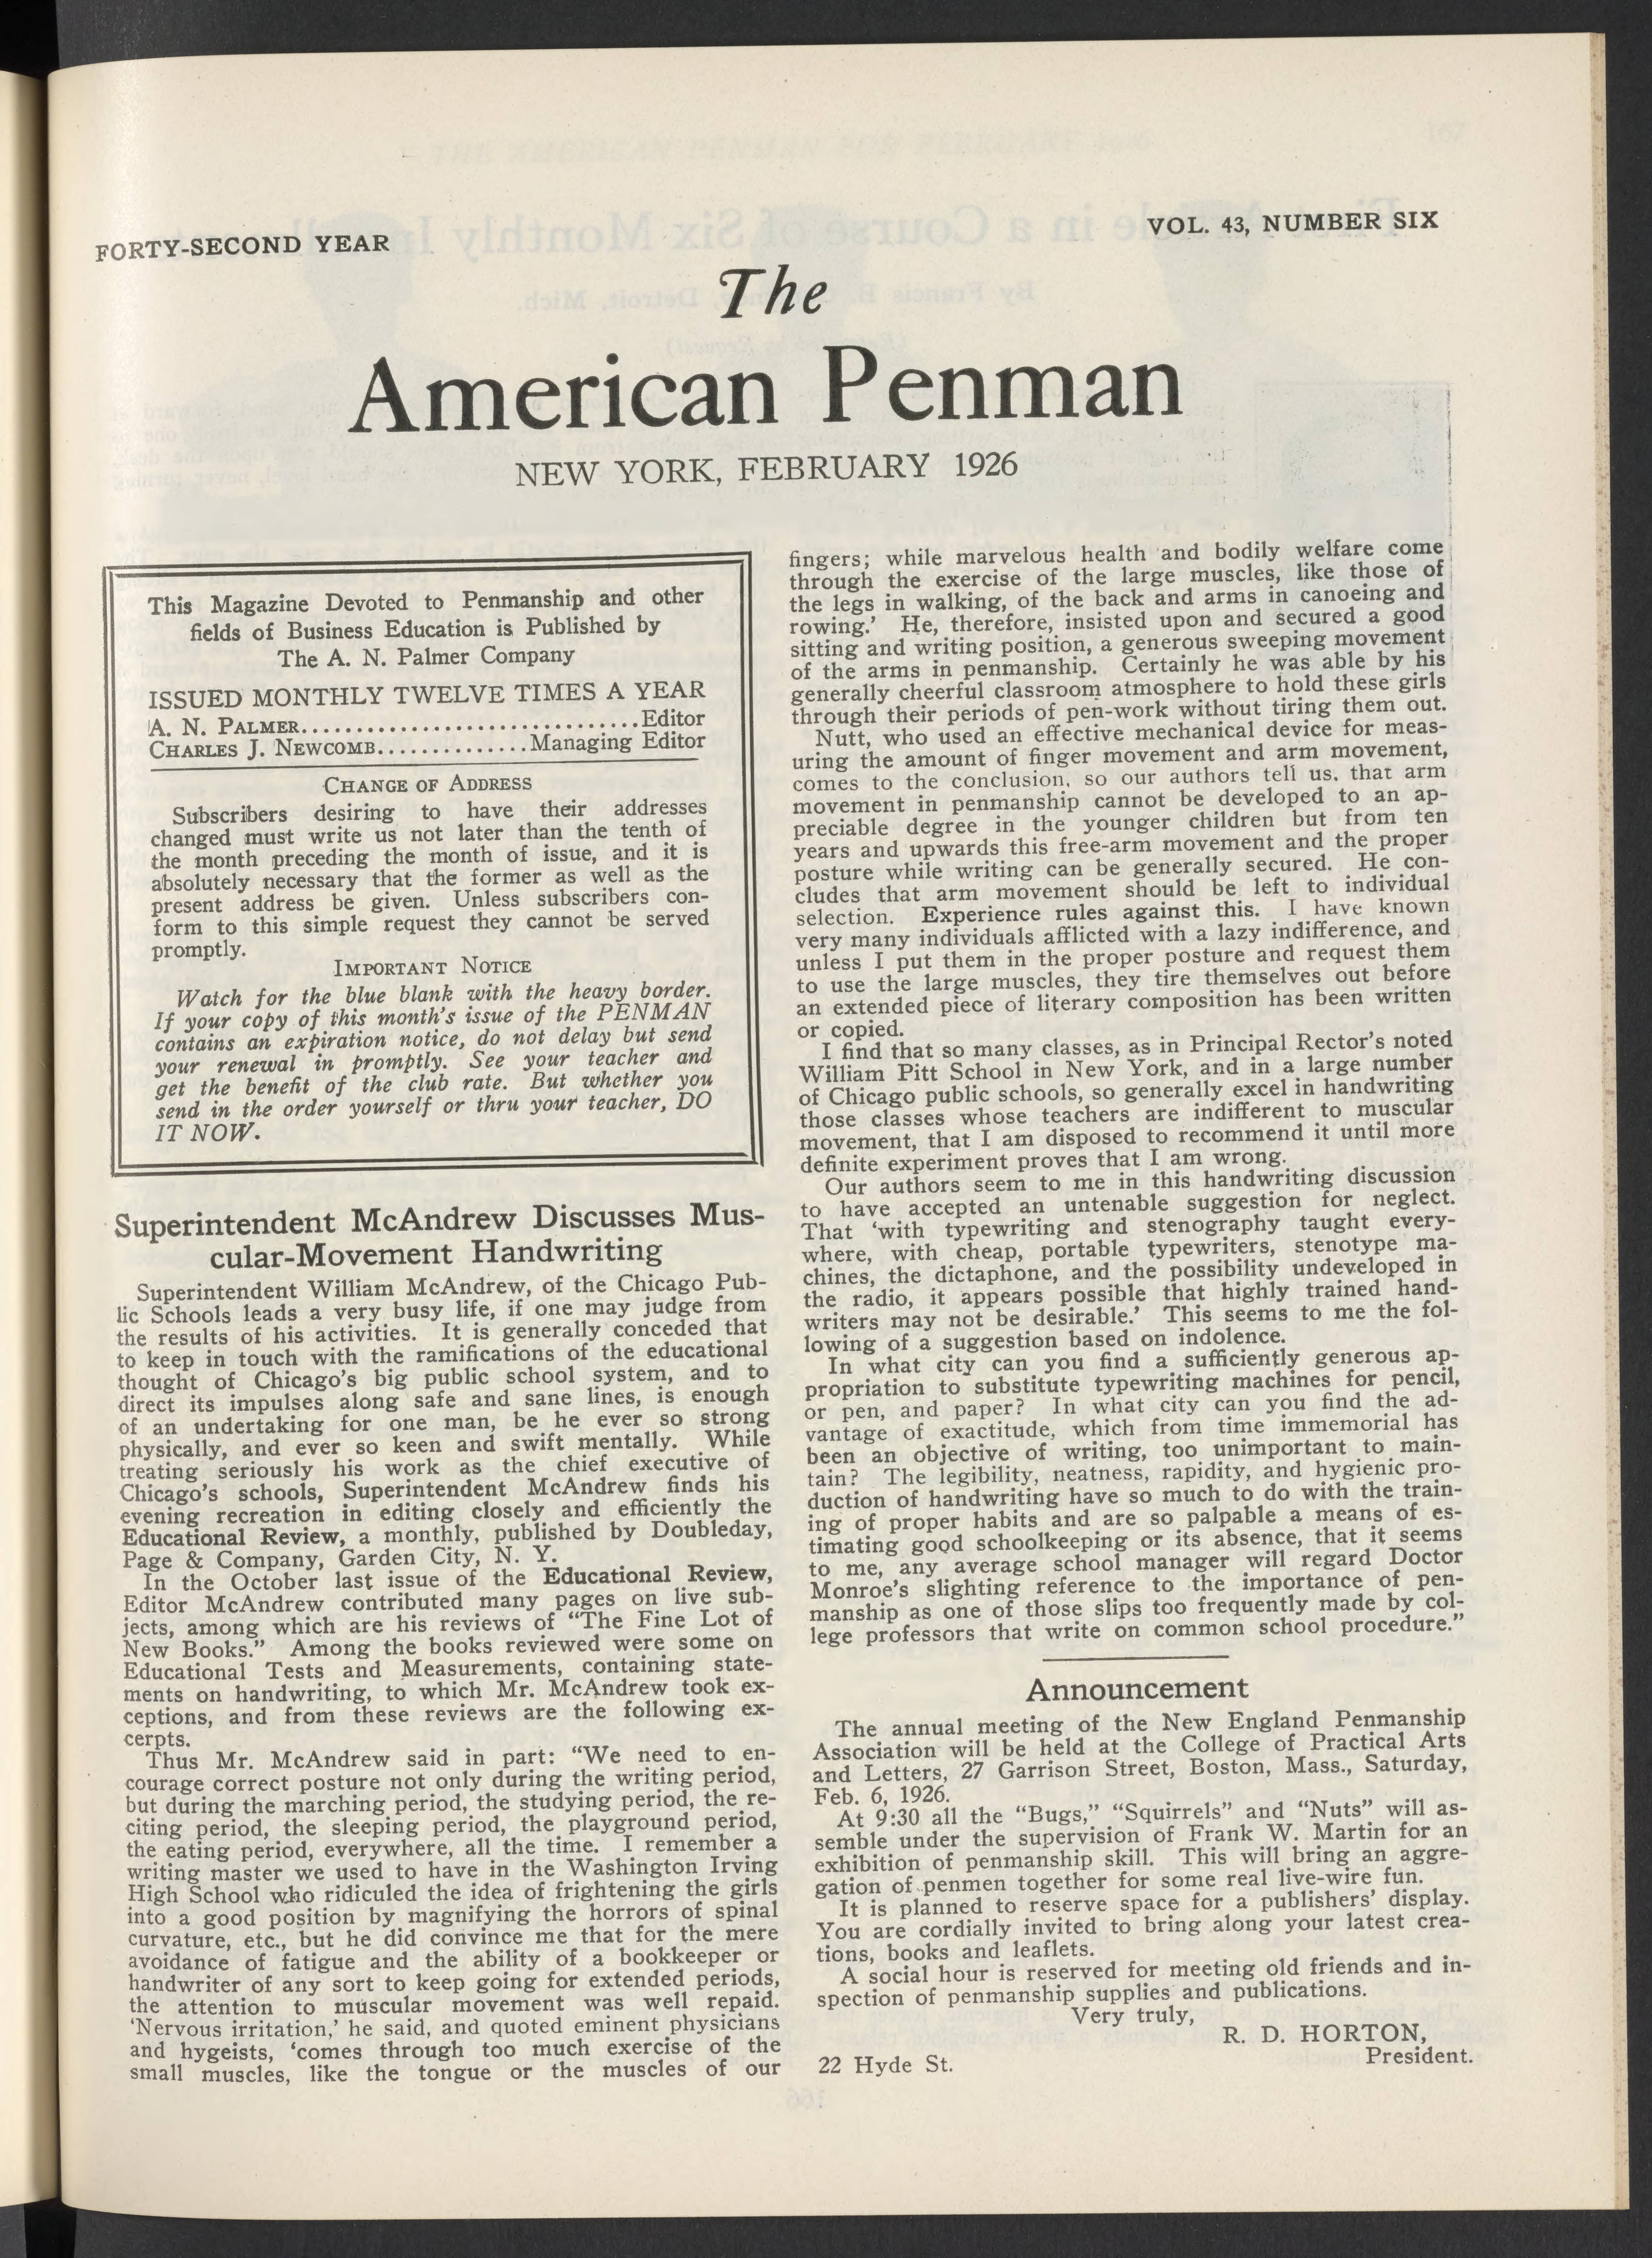 FORTY-SECOND YEAR
VOL. 43, NUMBER SIX
The
American Penman
NEW YORK, FEBRUARY 1926
This Magazine Devoted to Penmanship and other
fields of Business Education is Published by
The A. N. Palmer Company
ISSUED MONTHLY TWELVE TIMES A YEAR
A. N. PALMER..............................Editor
CHARLES J. NEWCOMB..............Managing Editor
CHANGE OF ADDRESS
Subscribers desiring to have their addresses
changed must write us not later than the tenth of
the month preceding the month of issue, and it is
absolutely necessary that the former as well as the
present address be given. Unless subscribers con-
form to this simple request they cannot be served
promptly.
IMPORTANT NOTICE
Watch for the blue blank with the heavy border.
If your copy of this month's issue of the PENMAN
contains an expiration notice, do not delay but send
your renewal in promptly. See your teacher and
get the benefit of the club rate. But whether you
send in the order yourself or thru your teacher, DO
IT NOW.
Superintendent McAndrew Discusses Mus-
cular-Movement Handwriting
Superintendent William McAndrew, of the Chicago Pub-
lic Schools leads a very busy life, if one may judge from
the results of his activities. It is generally conceded that
to keep in touch with the ramifications of the educational
thought of Chicago's big public school system, and to
direct its impulses along safe and sane lines, is enough
of an undertaking for one man, be he ever so strong
physically, and ever so keen and swift mentally. While
treating seriously his work as the chief executive of
Chicago's schools, Superintendent McAndrew finds his
evening recreation in editing closely and efficiently the
Educational Review, a monthly, published by Doubleday,
Page & Company, Garden City, N. Y.
In the October last issue of the Educational Review,
Editor McAndrew contributed many pages on live sub-
jects, among which are his reviews of "The Fine Lot of
New Books." Among the books reviewed were some on
Educational Tests and Measurements, containing state-
ments on handwriting, to which Mr. McAndrew took ex-
ceptions, and from these reviews are the following ex-
cerpts.
Thus Mr. McAndrew said in part: "We need to en-
courage correct posture not only during the writing period,
but during the marching period, the studying period, the re-
citing period, the sleeping period, the playground period,
the eating period, everywhere, all the time. I remember a
writing master we used to have in the Washington Irving
High School who ridiculed the idea of frightening the girls
into a good position by magnifying the horrors of spinal
curvature, etc., but he did convince me that for the mere
avoidance of fatigue and the ability of a bookkeeper or
handwriter of any sort to keep going for extended periods,
the attention to muscular movement was well repaid.
'Nervous irritation,' he said, and quoted eminent physicians
and hygeists, 'comes through too much exercise of the
small muscles, like the tongue or the muscles of our
fingers; while marvelous health and bodily welfare come
through the exercise of the large muscles, like those of
the legs in walking, of the back and arms in canoeing and
rowing.' He, therefore, insisted upon and secured a good
sitting and writing position, a generous sweeping movement
of the arms in penmanship. Certainly he was able by his
generally cheerful classroom atmosphere to hold these girls
through their periods of pen-work without tiring them out.
Nutt, who used an effective mechanical device for meas-
uring the amount of finger movement and arm movement,
comes to the conclusion, so our authors tell us, that arm
movement in penmanship cannot be developed to an ap-
preciable degree in the younger children but from ten
years and upwards this free-arm movement and the proper
posture while writing can be generally secured. He con-
cludes that arm movement should be left to individual
selection. Experience rules against this. I have known
very many individuals afflicted with a lazy indifference, and
unless I put them in the proper posture and request them
to use the large muscles, they tire themselves out before
an extended piece of literary composition has been written
or copied.
I find that so many classes, as in Principal Rector's noted
William Pitt School in New York, and in a large number
of Chicago public schools, so generally excel in handwriting
those classes whose teachers are indifferent to muscular
movement, that I am disposed to recommend it until more
definite experiment proves that I am wrong.
Our authors seem to me in this handwriting discussion
to have accepted an untenable suggestion for neglect.
That 'with typewriting and stenography taught every-
where, with cheap, portable typewriters, stenotype ma-
chines, the dictaphone, and the possibility undeveloped in
the radio, it appears possible that highly trained hand-
writers may not be desirable.' This seems to me the fol-
lowing of a suggestion based on indolence.
In what city can you find a sufficiently generous ap-
propriation to substitute typewriting machines for pencil,
or pen, and paper? In what city can you find the ad-
vantage of exactitude, which from time immemorial has
been an objective of writing, too unimportant to main-
tain? The legibility, neatness, rapidity, and hygienic pro-
duction of handwriting have so much to do with the train-
ing of proper habits and are so palpable a means of es-
timating good schoolkeeping or its absence, that it seems
to me, any average school manager will regard Doctor
Monroe's slighting reference to the importance of pen-
manship as one of those slips too frequently made by col-
lege professors that write on common school procedure."
Announcement
The annual meeting of the New England Penmanship
Association will be held at the College of Practical Arts
and Letters, 27 Garrison Street, Boston, Mass., Saturday,
Feb. 6, 1926.
At 9:30 all the "Bugs," "Squirrels" and "Nuts" will as-
semble under the supervision of Frank W. Martin for an
exhibition of penmanship skill. This will bring an aggre-
gation of penmen together for some real live-wire fun.
It is planned to reserve space for a publishers' display.
You are cordially invited to bring along your latest crea-
tions, books and leaflets.
A social hour is reserved for meeting old friends and in-
spection of penmanship supplies and publications.
Very truly,
R. D. HORTON,
President.
22 Hyde St.